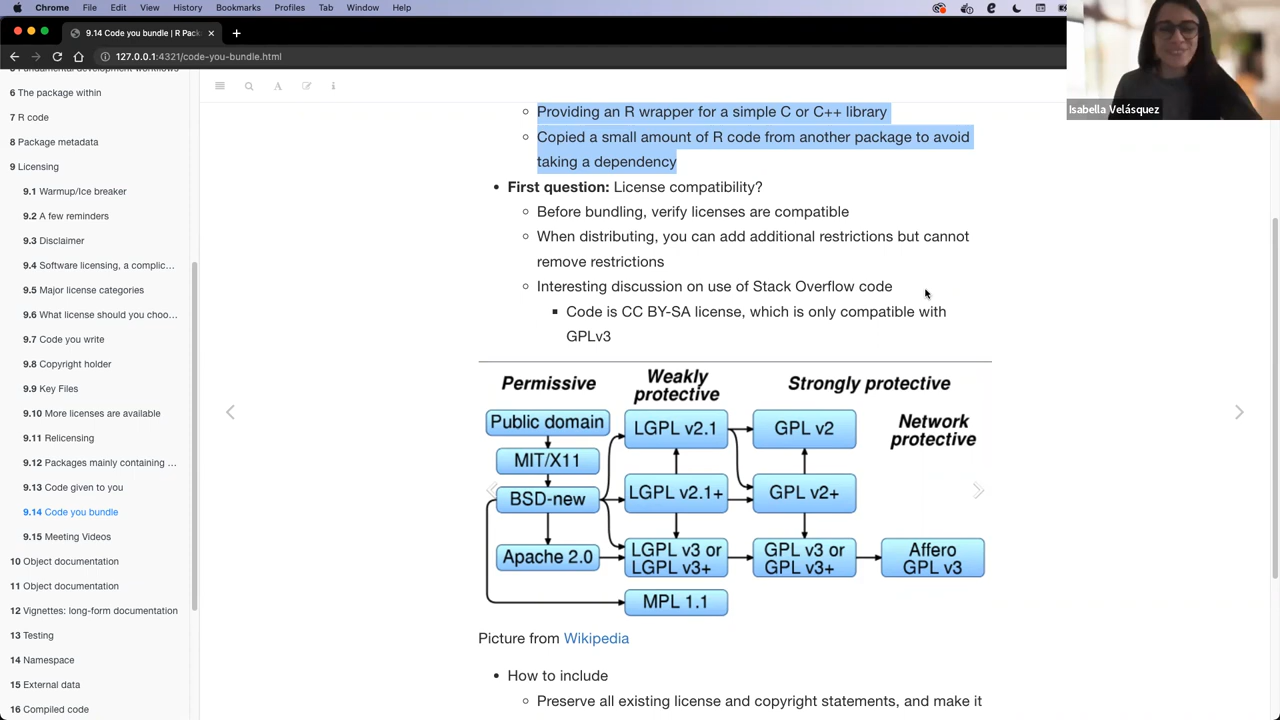 Chrome File Edit View History Bookmarks Profiles Tab Window Help
9.14 Code you bundle | R Pack
127.0.0.1:4321/code-you-bundle.html
Isabella Velásquez
6 The package within
7 R code
8 Package metadata
9 Licensing
9.1 Warmup/Ice breaker
9.2 A few reminders
9.3 Disclaimer
9.4 Software licensing, a complic…
9.5 Major license categories
9.6 What license should you choo…
9.7 Code you write
9.8 Copyright holder
9.9 Key Files
9.10 More licenses are available
9.11 Relicensing
9.12 Packages mainly containing …
9.13 Code given to you
9.14 Code you bundle
9.15 Meeting Videos
10 Object documentation
11 Object documentation
12 Vignettes: long-form documentation
13 Testing
14 Namespace
15 External data
16 Compiled code
Providing an R wrapper for a simple C or C++ library
Copied a small amount of R code from another package to avoid
taking a dependency
First question: License compatibility?
Before bundling, verify licenses are compatible
When distributing, you can add additional restrictions but cannot
remove restrictions
Interesting discussion on use of Stack Overflow code
Code is CC BY-SA license, which is only compatible with
GPLv3
Permissive
Weakly
protective
Strongly protective
Network
protective
Public domain
LGPL v2.1
GPL v2
MIT/X11
BSD-new
LGPL v2.1+
GPL v2+
Apache 2.0
LGPL v3 or
LGPL v3+
GPL v3 or
GPL v3+
Affero
GPL v3
MPL 1.1
Picture from Wikipedia
How to include
Preserve all existing license and copyright statements, and make it